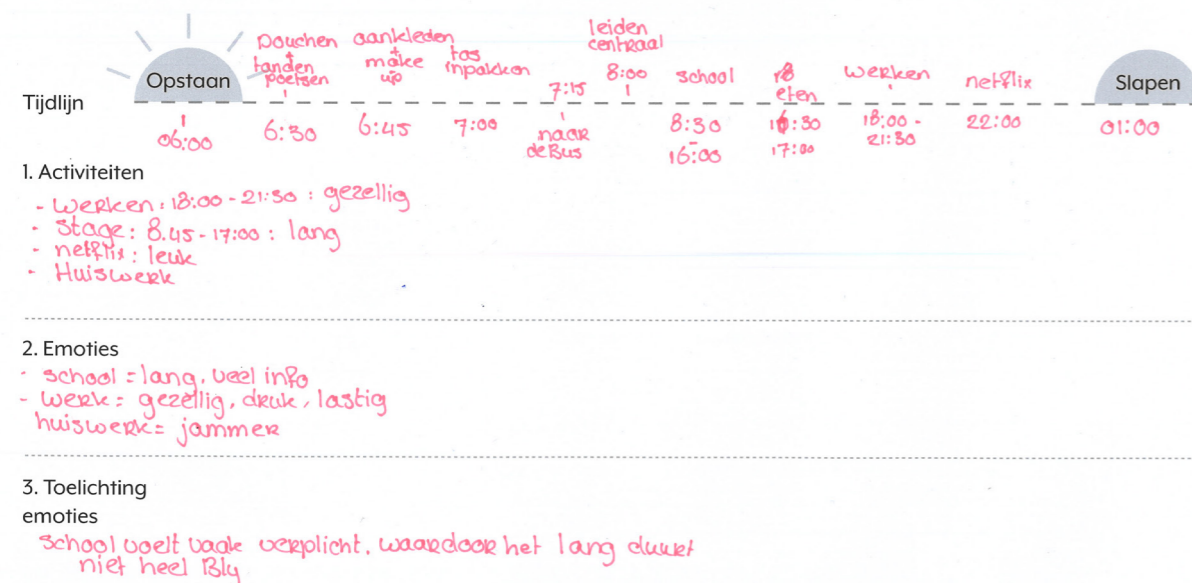 Tijdlijn
Opstaan
06:00
Douchen
+
tanden
poetsen
6:30
aankleden
+
make
up
6:45
tas
inpakken
7:00
7:15
naar
de Bus
leiden
centraal
8:00
school
8:30
-
16:00
eten
16:30
17:00
werken
18:00 -
21:30
netflix
22:00
Slapen
01:00
1. Activiteiten
- werken: 18:00 - 21:30 : gezellig
- Stage: 8.45 - 17:00 : lang
- netflix : leuk
- Huiswerk
2. Emoties
- school = lang, veel info
- werk = gezellig, druk, lastig
huiswerk = jammer
3. Toelichting
emoties
school voelt vaak verplicht, waardoor het lang duurt
niet heel Bly